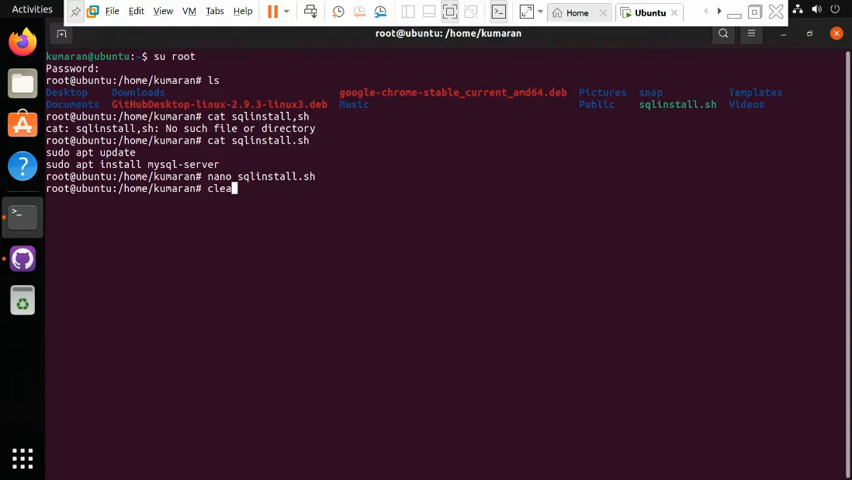 Activities
File Edit View VM Tabs Help
Home
Ubuntu
root@ubuntu: /home/kumaran
kumaran@ubuntu:~$ su root
Password:
root@ubuntu:/home/kumaran# ls
Desktop Downloads google-chrome-stable_current_amd64.deb Pictures snap Templates
Documents GitHubDesktop-linux-2.9.3-linux3.deb Music Public sqlinstall.sh Videos
root@ubuntu:/home/kumaran# cat sqlinstall,sh
cat: sqlinstall,sh: No such file or directory
root@ubuntu:/home/kumaran# cat sqlinstall.sh
sudo apt update
sudo apt install mysql-server
root@ubuntu:/home/kumaran# nano sqlinstall.sh
root@ubuntu:/home/kumaran# clea